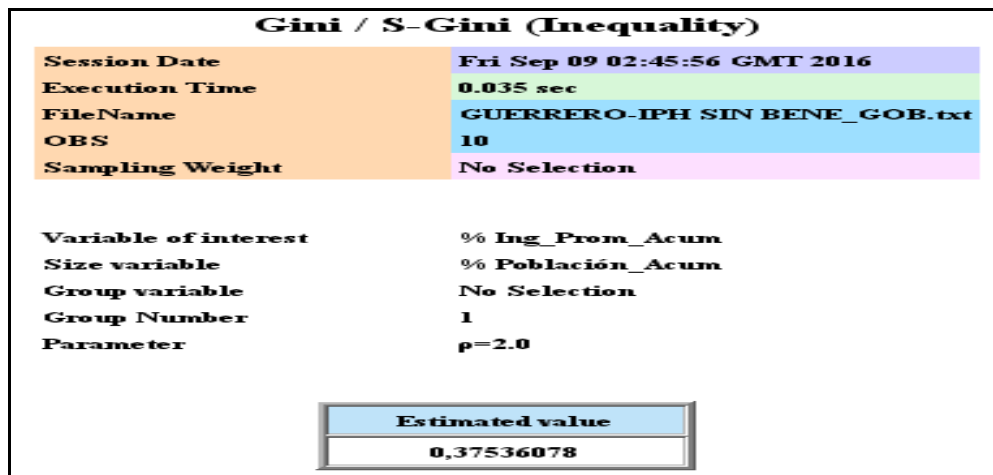 Gini / S-Gini (Inequality)
Session Date Fri Sep 09 02:45:56 GMT 2016
Execution Time 0.035 sec
FileName GUERRERO-IPH SIN BENE_GOB.txt
OBS 10
Sampling Weight No Selection
Variable of interest % Ing_Prom_Acum
Size variable % Población_Acum
Group variable No Selection
Group Number 1
Parameter ρ=2.0
Estimated value
0,37536078